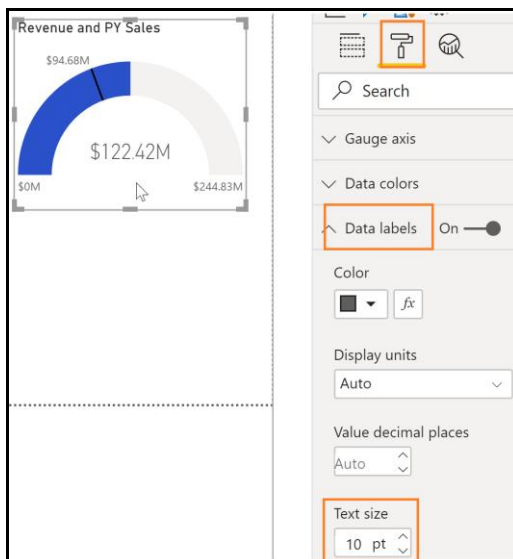 Revenue and PY Sales
$94.68M
$122.42M
$0M
$244.83M
Search
Gauge axis
Data colors
Data labels On
Color
fx
Display units
Auto
Value decimal places
Auto
Text size
10 pt